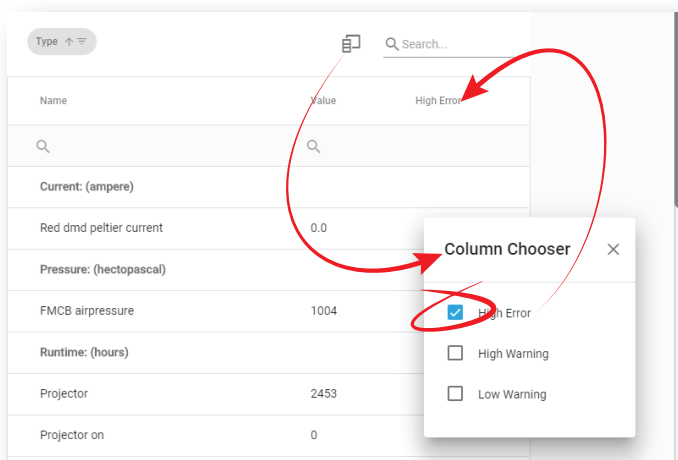 Type
Search...
Name Value High Error
Current: (ampere)
Red dmd peltier current 0.0
Pressure: (hectopascal)
FMCB airpressure 1004
Runtime: (hours)
Projector 2453
Projector on 0
Column Chooser
High Error
High Warning
Low Warning